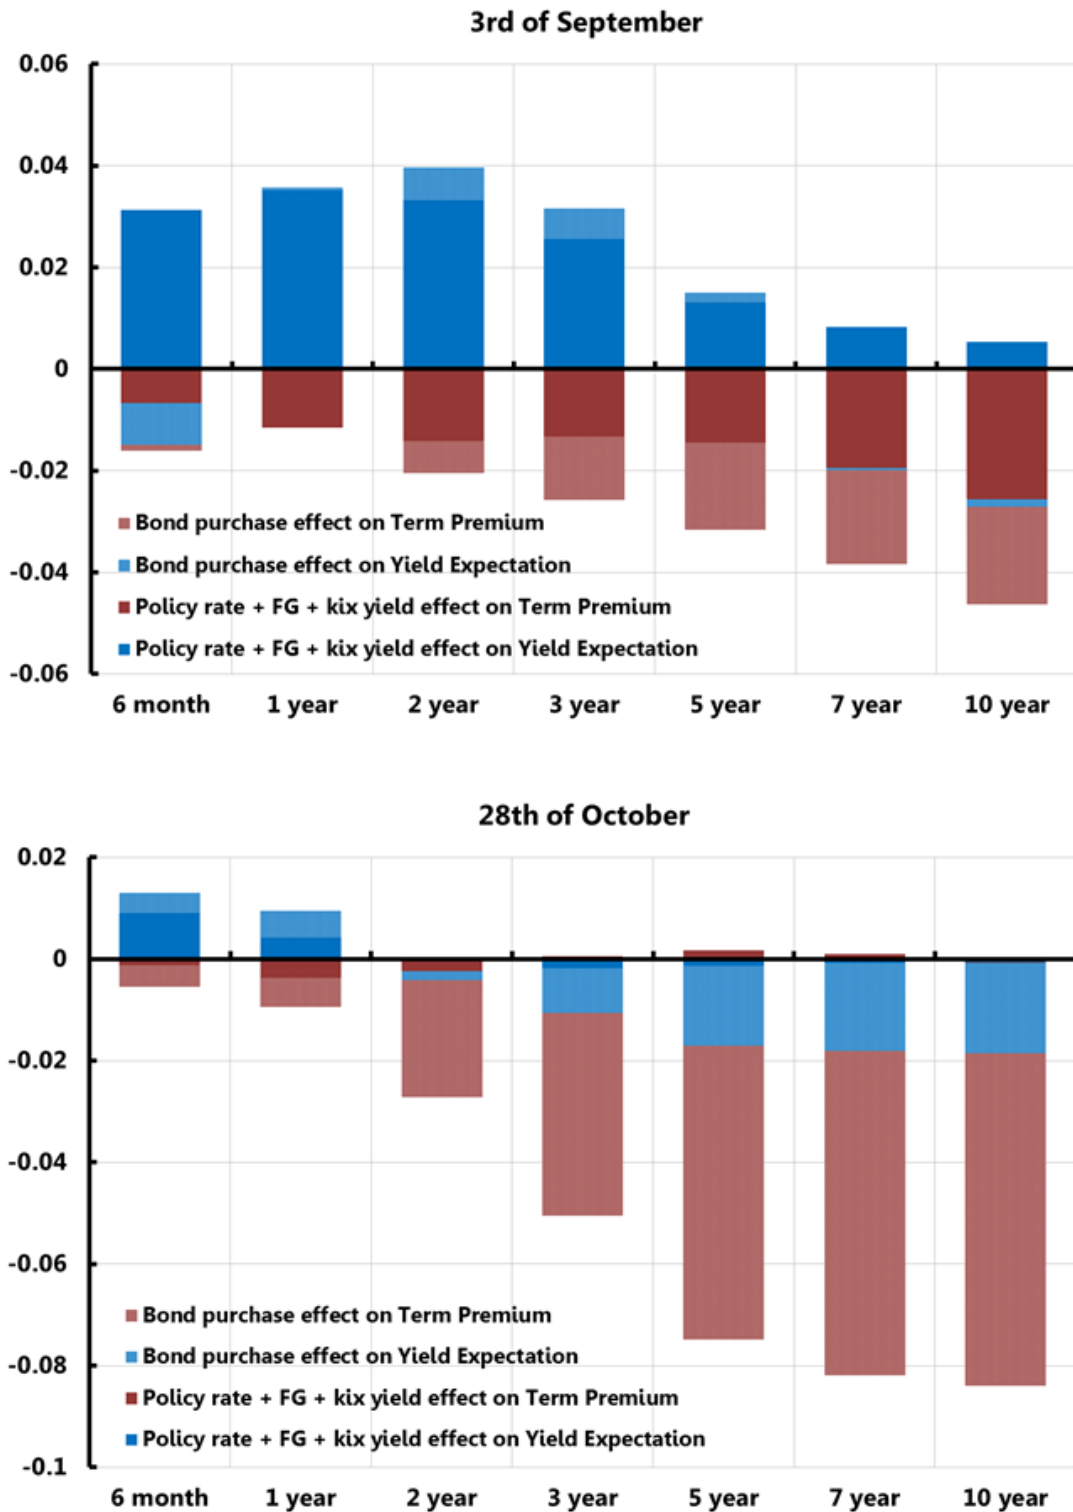 3rd of September
0.06
0.04
0.02
0
-0.02
-0.04
-0.06
Bond purchase effect on Term Premium
Bond purchase effect on Yield Expectation
Policy rate + FG + kix yield effect on Term Premium
Policy rate + FG + kix yield effect on Yield Expectation
6 month 1 year 2 year 3 year 5 year 7 year 10 year
28th of October
0.02
0
-0.02
-0.04
-0.06
-0.08
-0.1
Bond purchase effect on Term Premium
Bond purchase effect on Yield Expectation
Policy rate + FG + kix yield effect on Term Premium
Policy rate + FG + kix yield effect on Yield Expectation
6 month 1 year 2 year 3 year 5 year 7 year 10 year